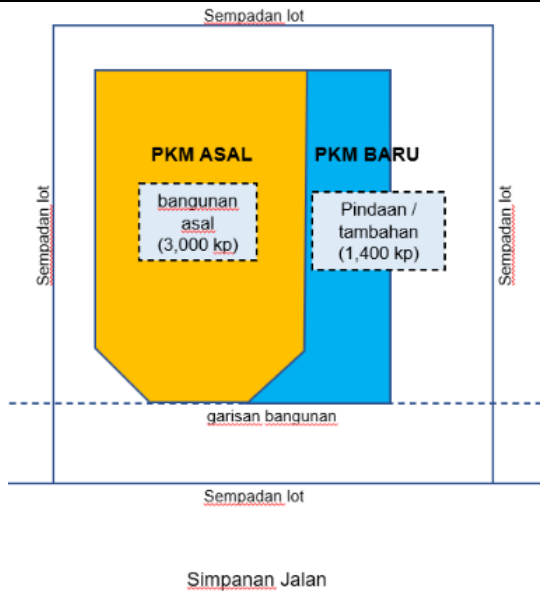 Sempadan lot
PKM ASAL
PKM BARU
bangunan
asal
(3,000 kp)
Pindaan /
tambahan
(1,400 kp)
Sempadan lot
Sempadan lot
garisan bangunan
Sempadan lot
Simpanan Jalan